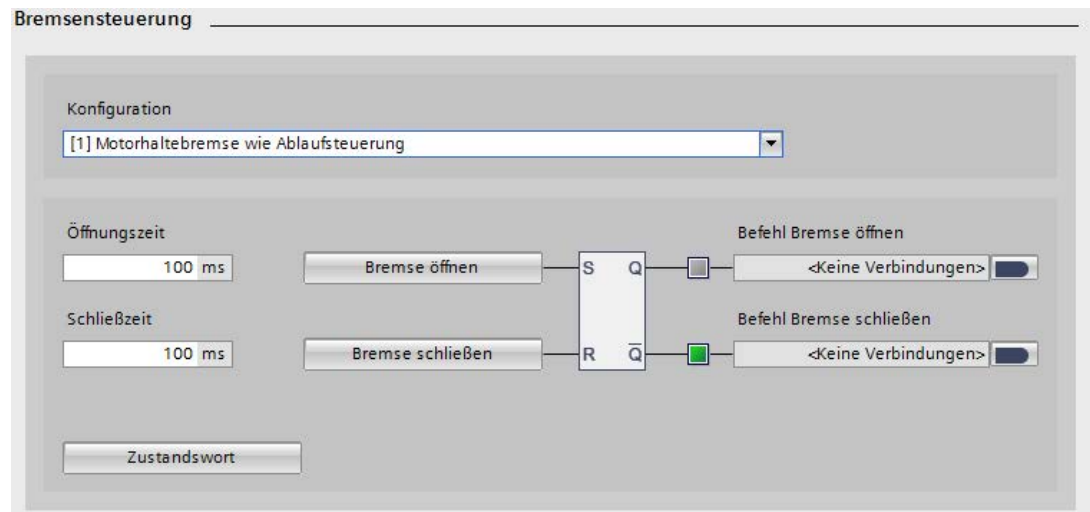 Bremsensteuerung
Konfiguration
[1] Motorhaltebremse wie Ablaufsteuerung
Öffnungszeit
Befehl Bremse öffnen
100 ms
Bremse öffnen
S Q
<Keine Verbindungen>
Schließzeit
Befehl Bremse schließen
100 ms
Bremse schließen
R Q̅
<Keine Verbindungen>
Zustandswort